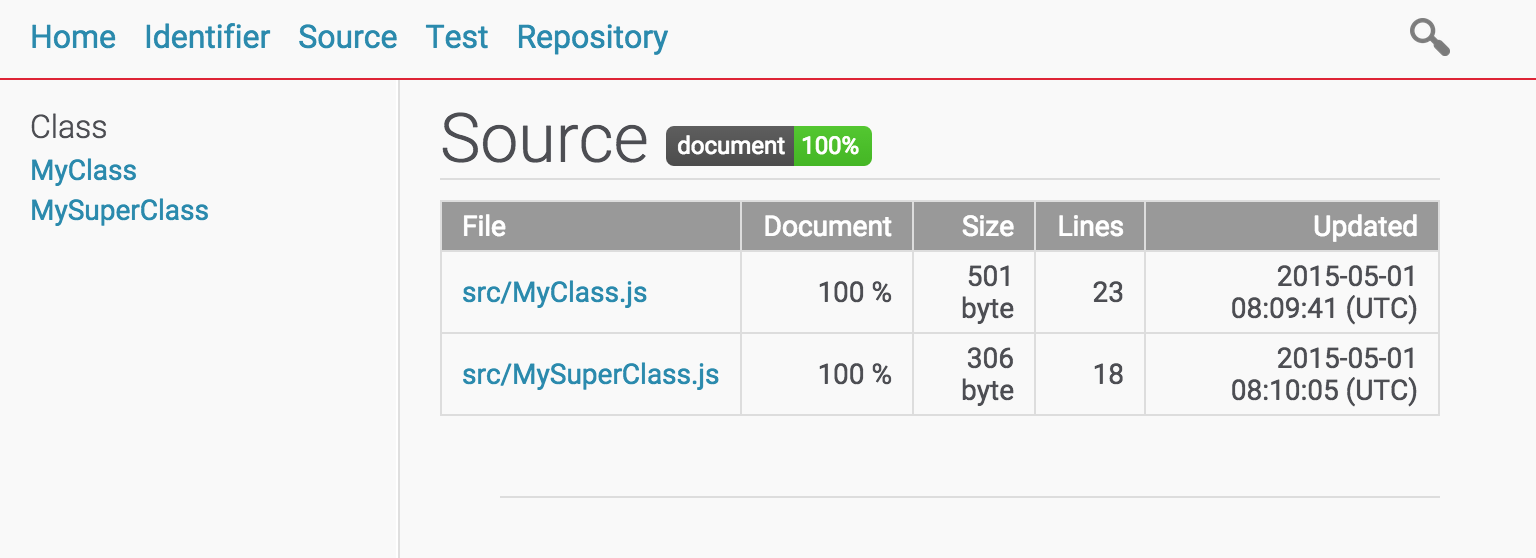 Home Identifier Source Test Repository
Class
MyClass
MySuperClass
Source document 100%
File Document Size Lines Updated
src/MyClass.js 100 % 501 byte 23 2015-05-01 08:09:41 (UTC)
src/MySuperClass.js 100 % 306 byte 18 2015-05-01 08:10:05 (UTC)